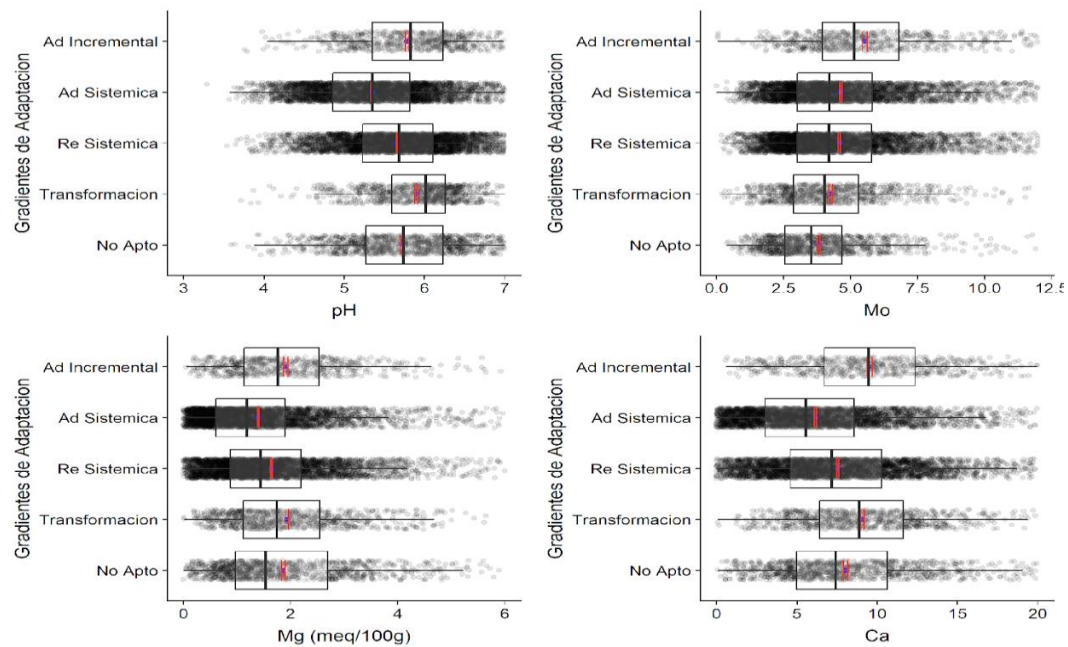 Gradientes de Adaptacion
Ad Incremental
Ad Sistemica
Re Sistemica
Transformacion
No Apto
3 4 5 6 7
pH
Gradientes de Adaptacion
Ad Incremental
Ad Sistemica
Re Sistemica
Transformacion
No Apto
0.0 2.5 5.0 7.5 10.0 12.5
Mo
Gradientes de Adaptacion
Ad Incremental
Ad Sistemica
Re Sistemica
Transformacion
No Apto
0 2 4 6
Mg (meq/100g)
Gradientes de Adaptacion
Ad Incremental
Ad Sistemica
Re Sistemica
Transformacion
No Apto
0 5 10 15 20
Ca